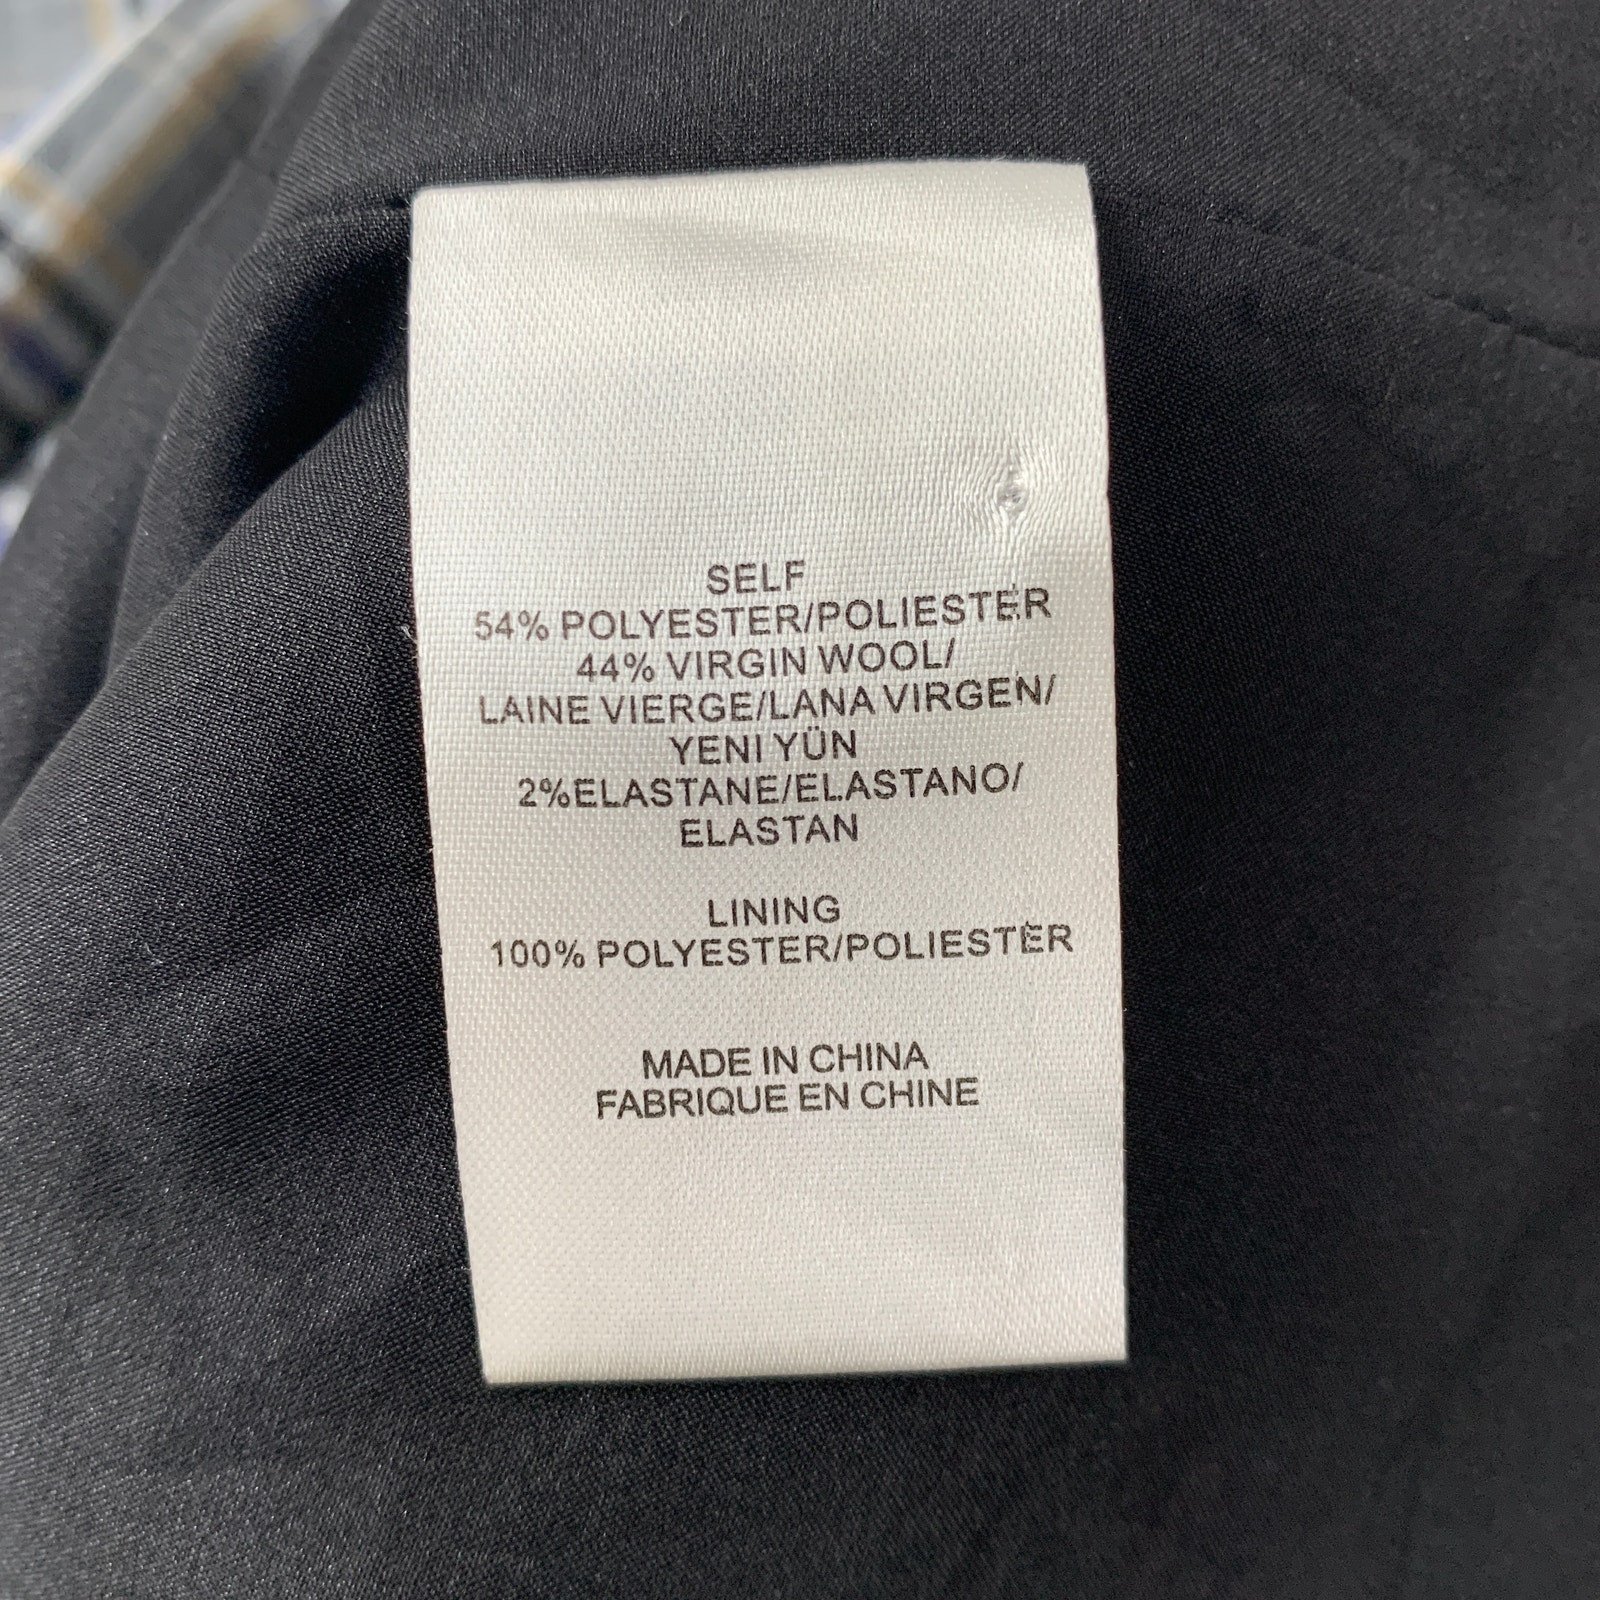 SELF
54% POLYESTER/POLIESTER
44% VIRGIN WOOL/
LAINE VIERGE/LANA VIRGEN/
YENI YÜN
2%ELASTANE/ELASTANO/
ELASTAN
LINING
100% POLYESTER/POLIESTER
MADE IN CHINA
FABRIQUE EN CHINE